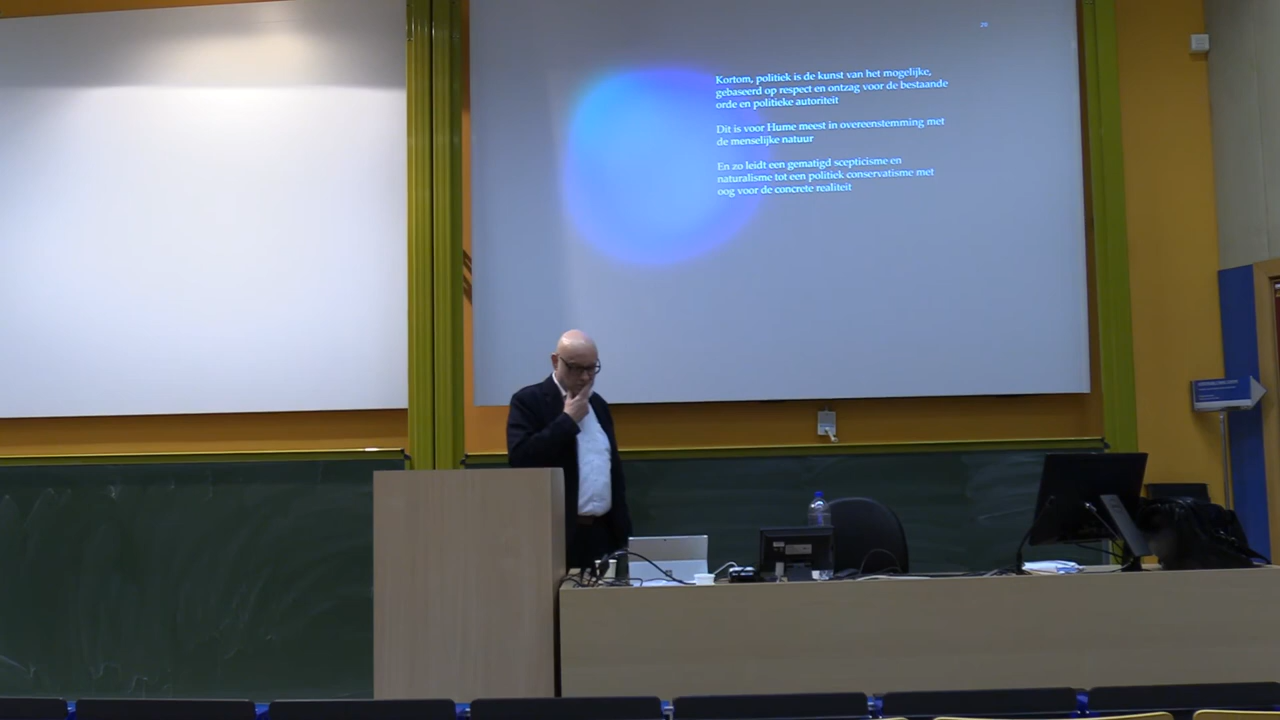 28
Kortom, politiek is de kunst van het mogelijke,
gebaseerd op respect en ontzag voor de bestaande
orde en politieke autoriteit
Dit is voor Hume meest in overeenstemming met
de menselijke natuur
En zo leidt een gematigd scepticisme en
naturalisme tot een politiek conservatisme met
oog voor de concrete realiteit